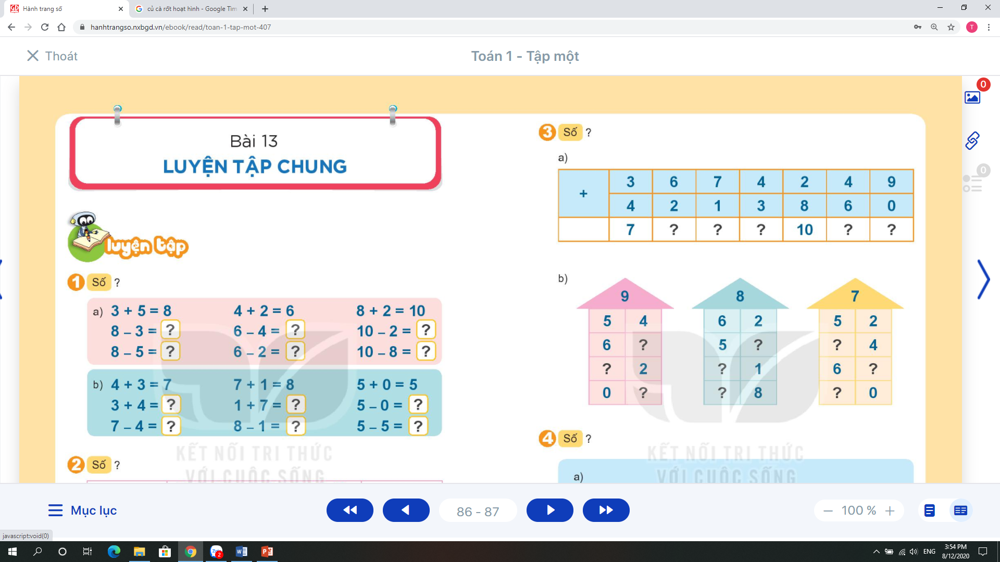 Hành trang số
củ cà rốt hoạt hình - Google Tìm
hanhtrangso.nxbgd.vn/ebook/read/toan-1-tap-mot-407
T
Thoát
Toán 1 - Tập một
0
0
Bài 13
LUYỆN TẬP CHUNG
luyện tập
1 Số ?
a) 3 + 5 = 8 4 + 2 = 6 8 + 2 = 10
8 – 3 = ? 6 – 4 = ? 10 – 2 = ?
8 – 5 = ? 6 – 2 = ? 10 – 8 = ?
b) 4 + 3 = 7 7 + 1 = 8 5 + 0 = 5
3 + 4 = ? 1 + 7 = ? 5 – 0 = ?
7 – 4 = ? 8 – 1 = ? 5 – 5 = ?
KẾT NỐI TRI THỨC
VỚI CUỘC SỐNG
2 Số ?
3 Số ?
a)
+ 3 6 7 4 2 4 9
4 2 1 3 8 6 0
7 ? ? ? 10 ? ?
b)
9 8 7
5 4 6 2 5 2
6 ? 5 ? ? 4
? 2 ? 1 6 ?
0 ? ? 8 ? 0
4 Số ?
KẾT NỐI TRI THỨC
VỚI CUỘC SỐNG
a)
Mục lục
86 - 87
100 %
javascript:void(0)
Zalo
2
ENG
3:54 PM
8/12/2020